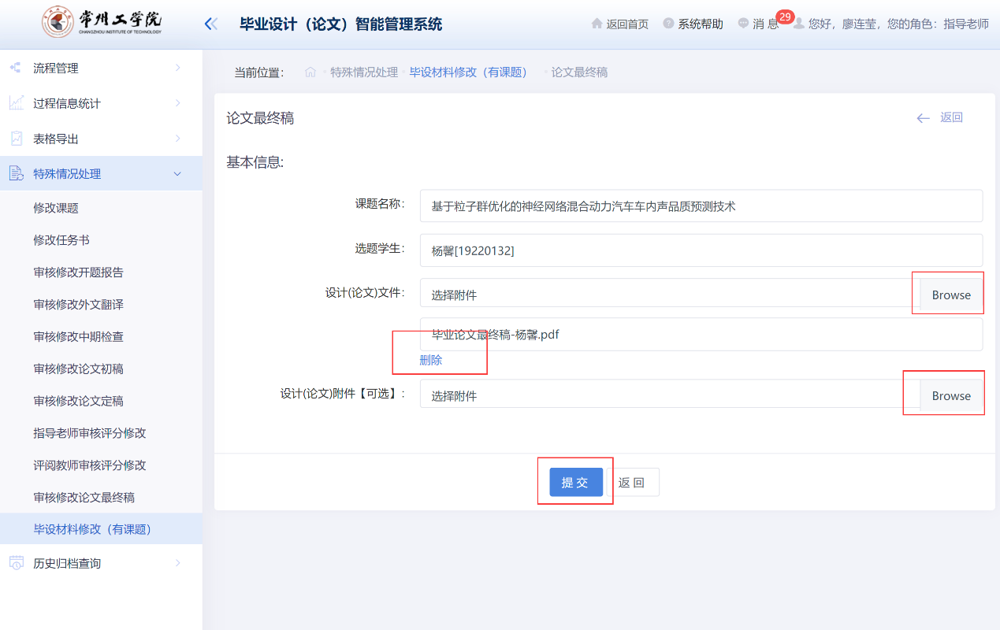 常州工学院
CHANGZHOU INSTITUTE OF TECHNOLOGY
毕业设计（论文）智能管理系统
返回首页 系统帮助 消息 29 您好，廖连莹，您的角色：指导老师
流程管理
过程信息统计
表格导出
特殊情况处理
修改课题
修改任务书
审核修改开题报告
审核修改外文翻译
审核修改中期检查
审核修改论文初稿
审核修改论文定稿
指导老师审核评分修改
评阅教师审核评分修改
审核修改论文最终稿
毕设材料修改（有课题）
历史归档查询
当前位置： 特殊情况处理 毕设材料修改（有课题） 论文最终稿
论文最终稿 返回
基本信息:
课题名称： 基于粒子群优化的神经网络混合动力汽车车内声品质预测技术
选题学生： 杨馨[19220132]
设计(论文)文件： 选择附件 Browse
毕业论文最终稿-杨馨.pdf
删除
设计(论文)附件【可选】： 选择附件 Browse
提 交 返 回